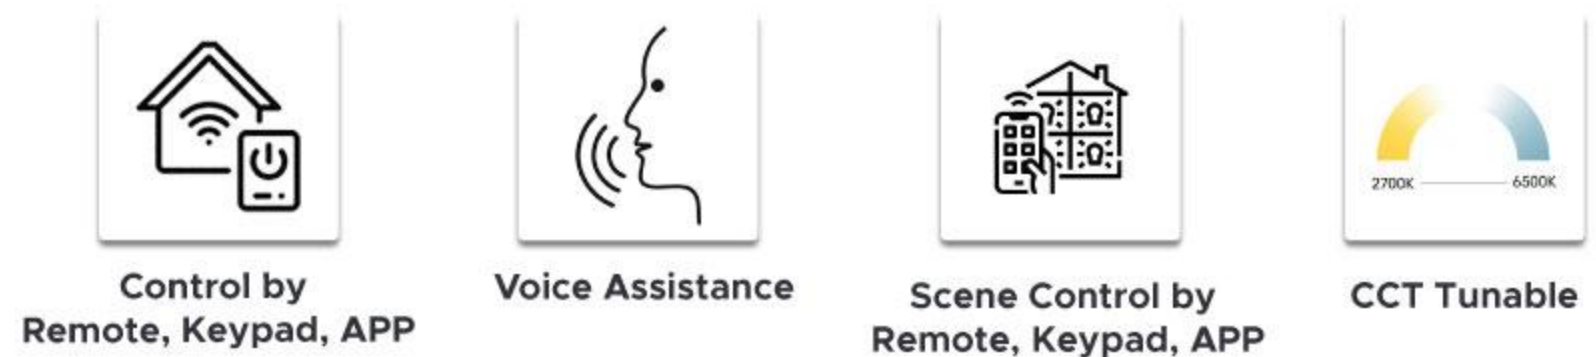 2700K
6500K
Control by
Remote, Keypad, APP
Voice Assistance
Scene Control by
Remote, Keypad, APP
CCT Tunable